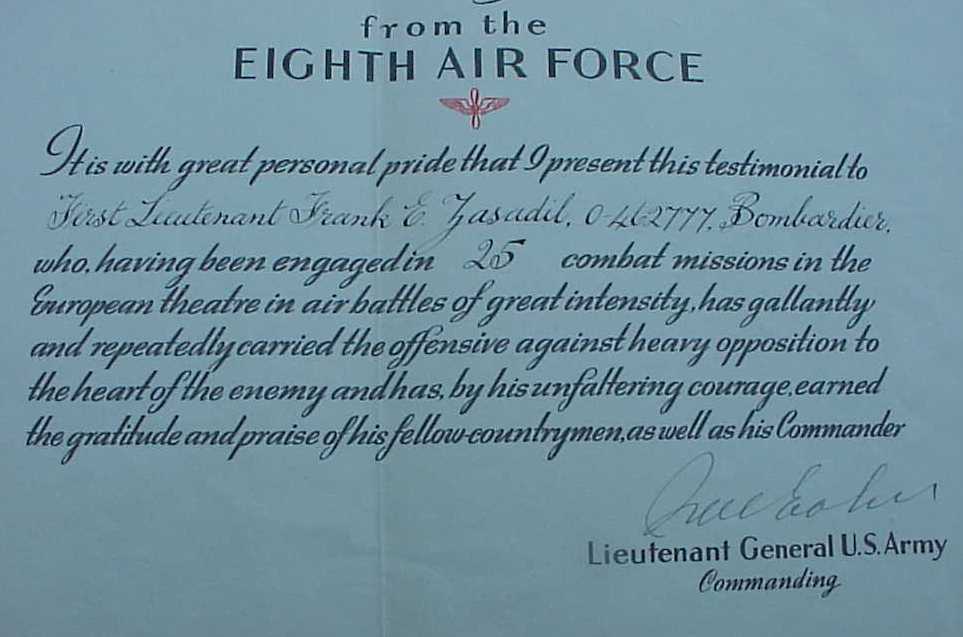 from the
EIGHTH AIR FORCE
It is with great personal pride that I present this testimonial to
First Lieutenant Frank E. Zasadil, 0-462777, Bombardier,
who, having been engaged in 25 combat missions in the
European theatre in air battles of great intensity, has gallantly
and repeatedly carried the offensive against heavy opposition to
the heart of the enemy and has, by his unfaltering courage, earned
the gratitude and praise of his fellow-countrymen, as well as his Commander
Lieutenant General U.S. Army
Commanding